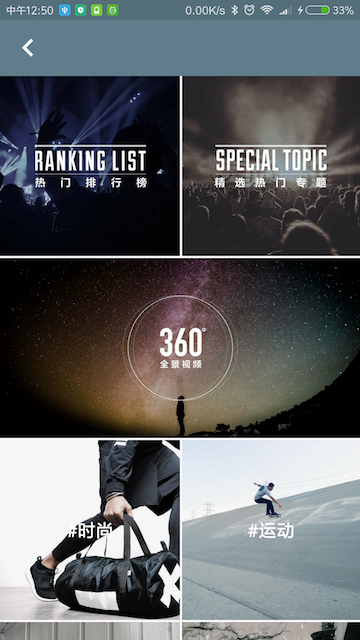 中午12:50
0.00K/s
33%
RANKING LIST
热门排行榜
SPECIAL TOPIC
精选热门专题
360°
全景视频
#时尚
#运动